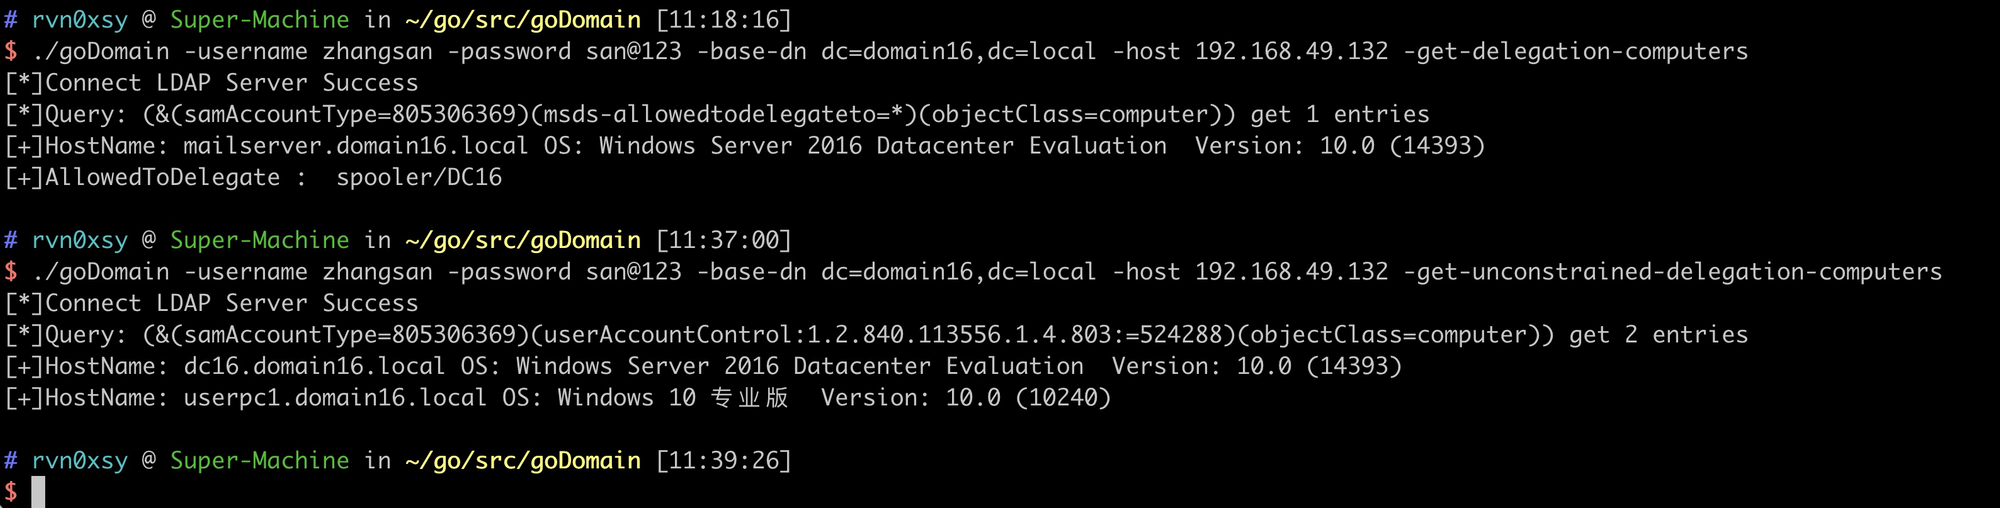 # rvn0xsy @ Super-Machine in ~/go/src/goDomain [11:18:16]
$ ./goDomain -username zhangsan -password san@123 -base-dn dc=domain16,dc=local -host 192.168.49.132 -get-delegation-computers
[*]Connect LDAP Server Success
[*]Query: (&(samAccountType=805306369)(msds-allowedtodelegateto=*)(objectClass=computer)) get 1 entries
[+]HostName: mailserver.domain16.local OS: Windows Server 2016 Datacenter Evaluation  Version: 10.0 (14393)
[+]AllowedToDelegate :  spooler/DC16
# rvn0xsy @ Super-Machine in ~/go/src/goDomain [11:37:00]
$ ./goDomain -username zhangsan -password san@123 -base-dn dc=domain16,dc=local -host 192.168.49.132 -get-unconstrained-delegation-computers
[*]Connect LDAP Server Success
[*]Query: (&(samAccountType=805306369)(userAccountControl:1.2.840.113556.1.4.803:=524288)(objectClass=computer)) get 2 entries
[+]HostName: dc16.domain16.local OS: Windows Server 2016 Datacenter Evaluation  Version: 10.0 (14393)
[+]HostName: userpc1.domain16.local OS: Windows 10 专业版  Version: 10.0 (10240)
# rvn0xsy @ Super-Machine in ~/go/src/goDomain [11:39:26]
$